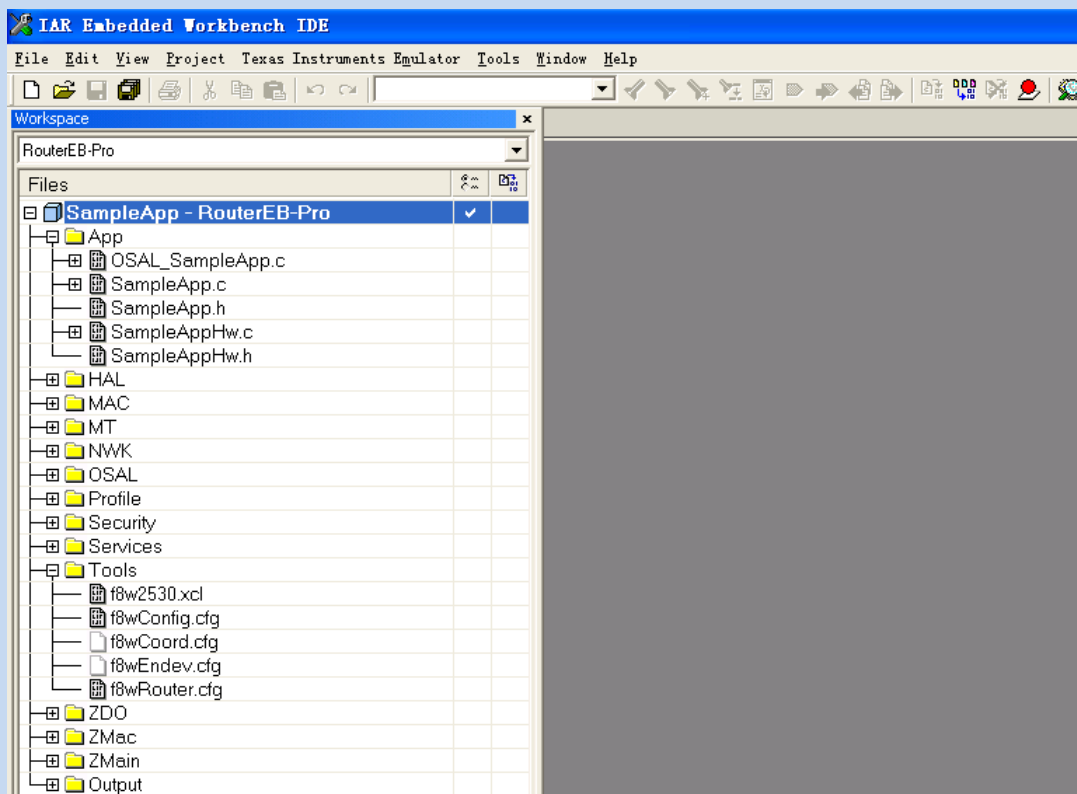 IAR Embedded Workbench IDE
File Edit View Project Texas Instruments Emulator Tools Window Help
Workspace
RouterEB-Pro
Files
SampleApp - RouterEB-Pro
App
OSAL_SampleApp.c
SampleApp.c
SampleApp.h
SampleAppHw.c
SampleAppHw.h
HAL
MAC
MT
NWK
OSAL
Profile
Security
Services
Tools
f8w2530.xcl
f8wConfig.cfg
f8wCoord.cfg
f8wEndev.cfg
f8wRouter.cfg
ZDO
ZMac
ZMain
Output